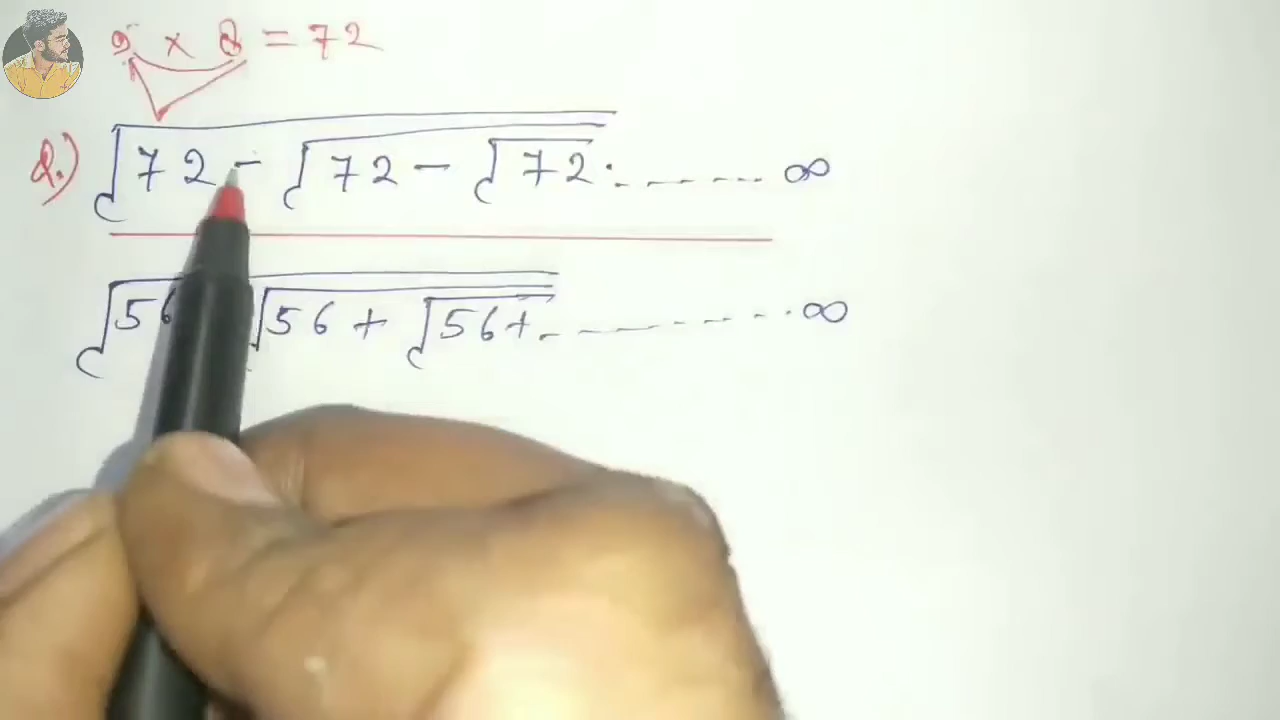 9 × 8 = 72
Q.) √72 - √72 - √72 . - - - - - ∞
√56 √56 + √56 + . - - - - - - . ∞